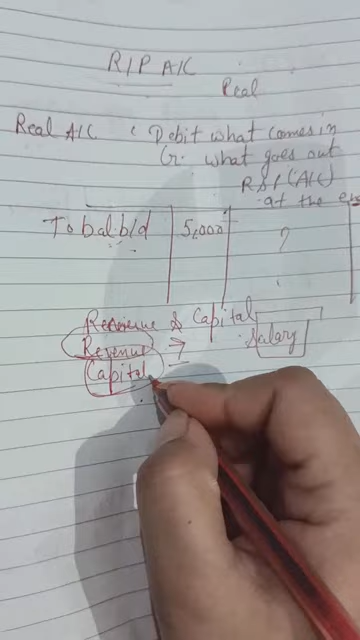 R/P A/C
Real
Real A/C : Debit what comes in
Cr. what goes out
R&P(A/C)
at the e
To bal b/d 5,000 ?
Revenue & Capital
Revenue → Salary
Capital –